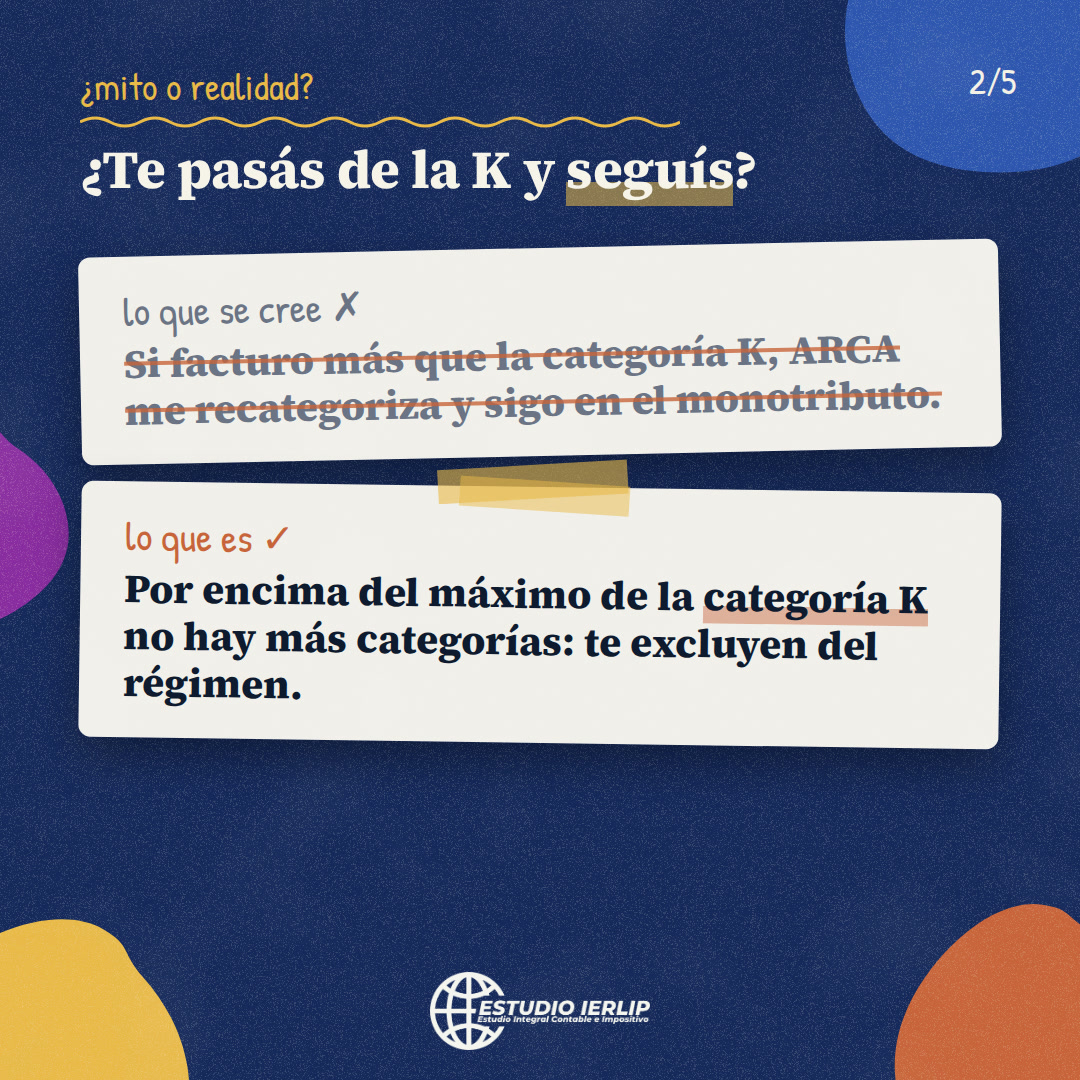 ¿mito o realidad?
2/5
¿Te pasás de la K y seguís?
lo que se cree ✗
Si facturo más que la categoría K, ARCA
me recategoriza y sigo en el monotributo.
lo que es ✓
Por encima del máximo de la categoría K
no hay más categorías: te excluyen del
régimen.
ESTUDIO IERLIP
Estudio Integral Contable e Impositivo